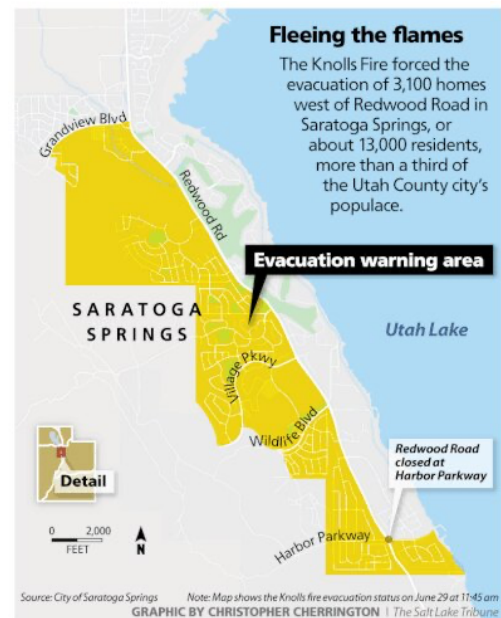 Fleeing the flames
The Knolls Fire forced the
evacuation of 3,100 homes
west of Redwood Road in
Saratoga Springs, or
about 13,000 residents,
more than a third of
the Utah County city's
populace.
Grandview Blvd
Redwood Rd
Evacuation warning area
SARATOGA
SPRINGS
Utah Lake
Village Pkwy
Wildlife Blvd
Redwood Road
closed at
Harbor Parkway
Detail
Harbor Parkway
0 2,000
FEET
N
Source: City of Saratoga Springs Note: Map shows the Knolls fire evacuation status on June 29 at 11:45 am
GRAPHIC BY CHRISTOPHER CHERRINGTON | The Salt Lake Tribune